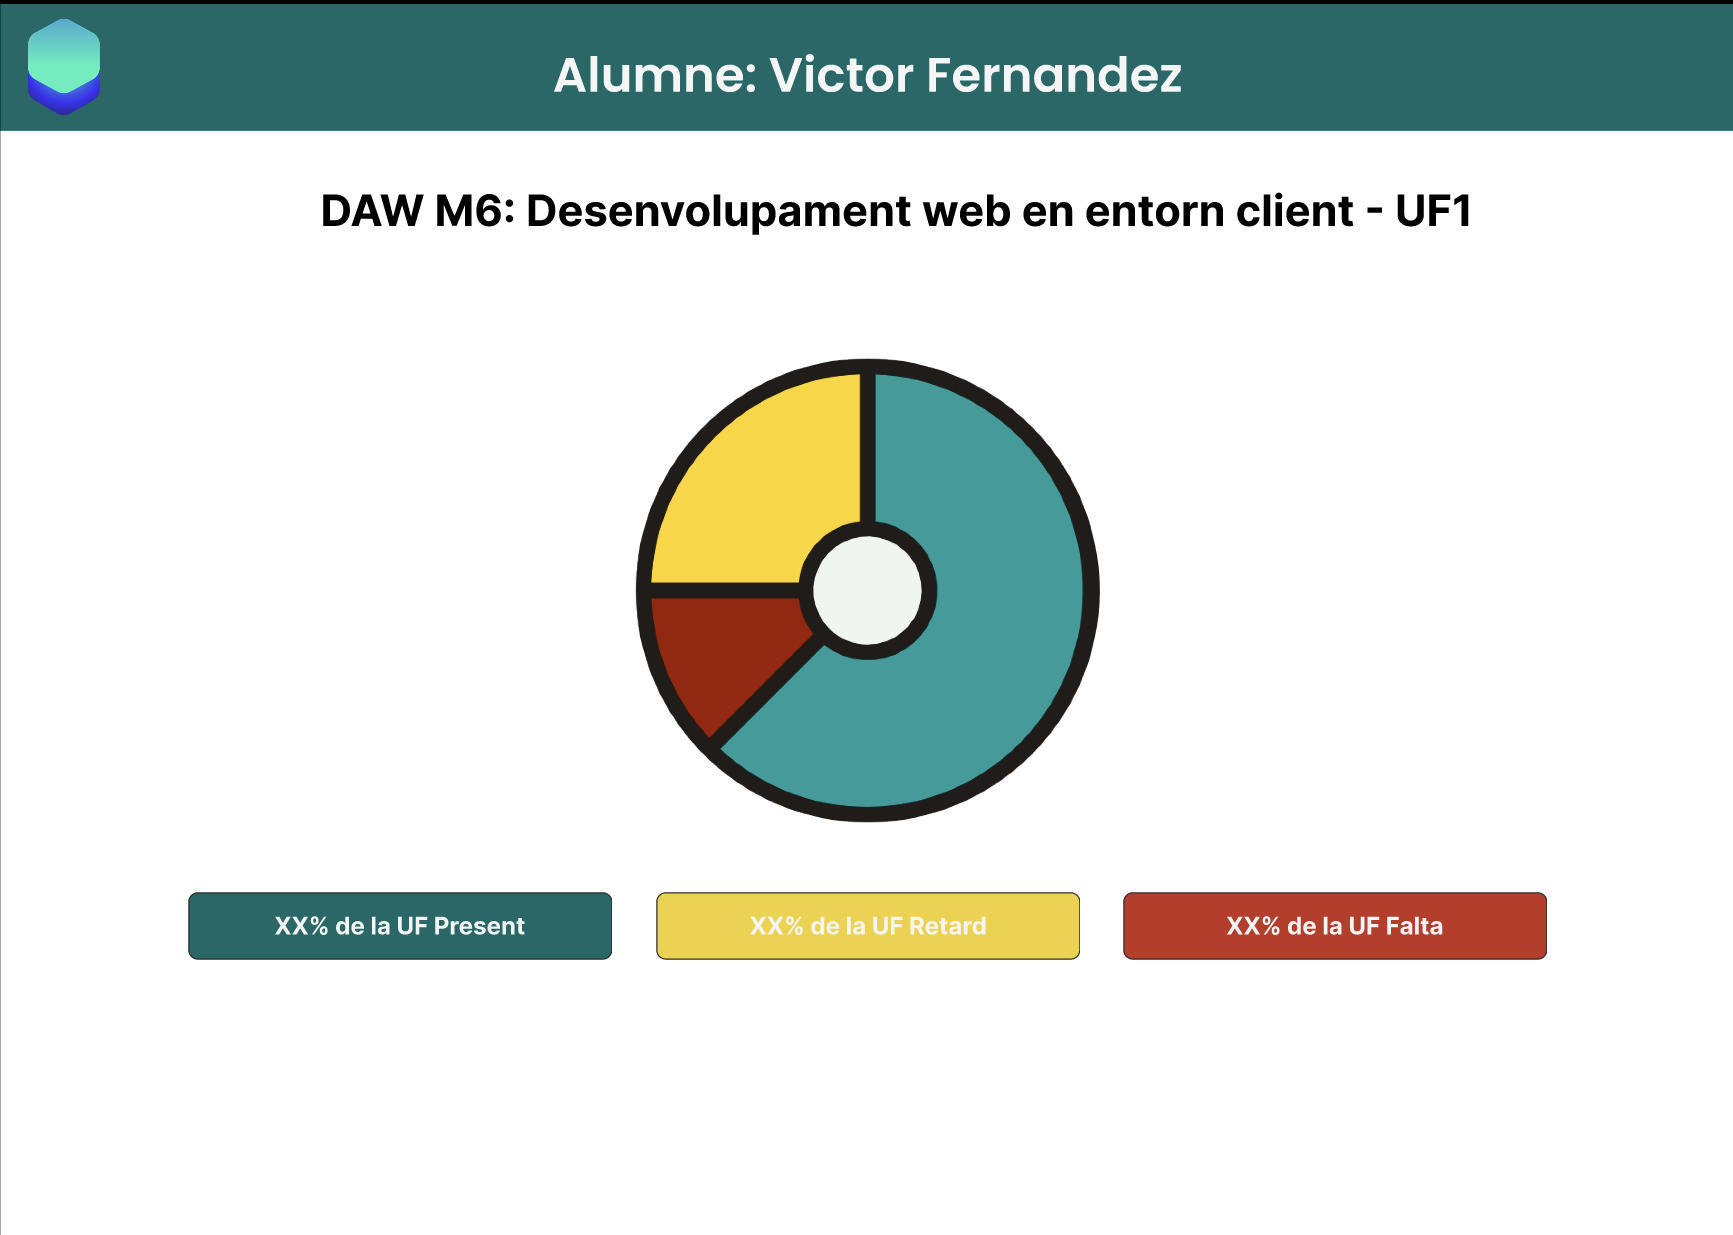 Alumne: Victor Fernandez
DAW M6: Desenvolupament web en entorn client - UF1
XX% de la UF Present
XX% de la UF Retard
XX% de la UF Falta